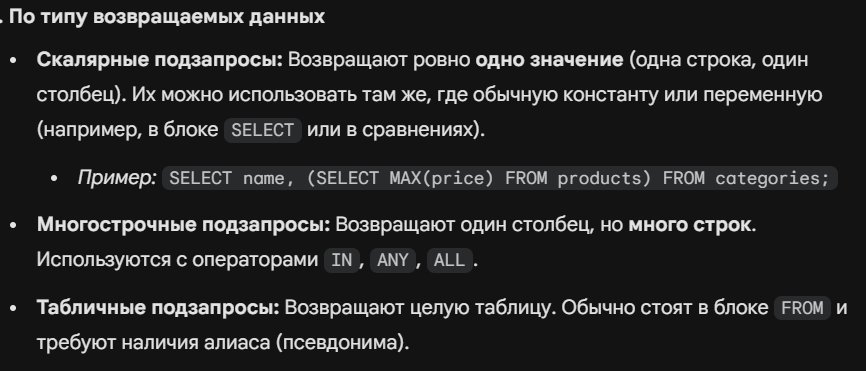 . По типу возвращаемых данных
• Скалярные подзапросы: Возвращают ровно одно значение (одна строка, один
столбец). Их можно использовать там же, где обычную константу или переменную
(например, в блоке SELECT или в сравнениях).
• Пример: SELECT name, (SELECT MAX(price) FROM products) FROM categories;
• Многострочные подзапросы: Возвращают один столбец, но много строк.
Используются с операторами IN, ANY, ALL.
• Табличные подзапросы: Возвращают целую таблицу. Обычно стоят в блоке FROM и
требуют наличия алиаса (псевдонима).